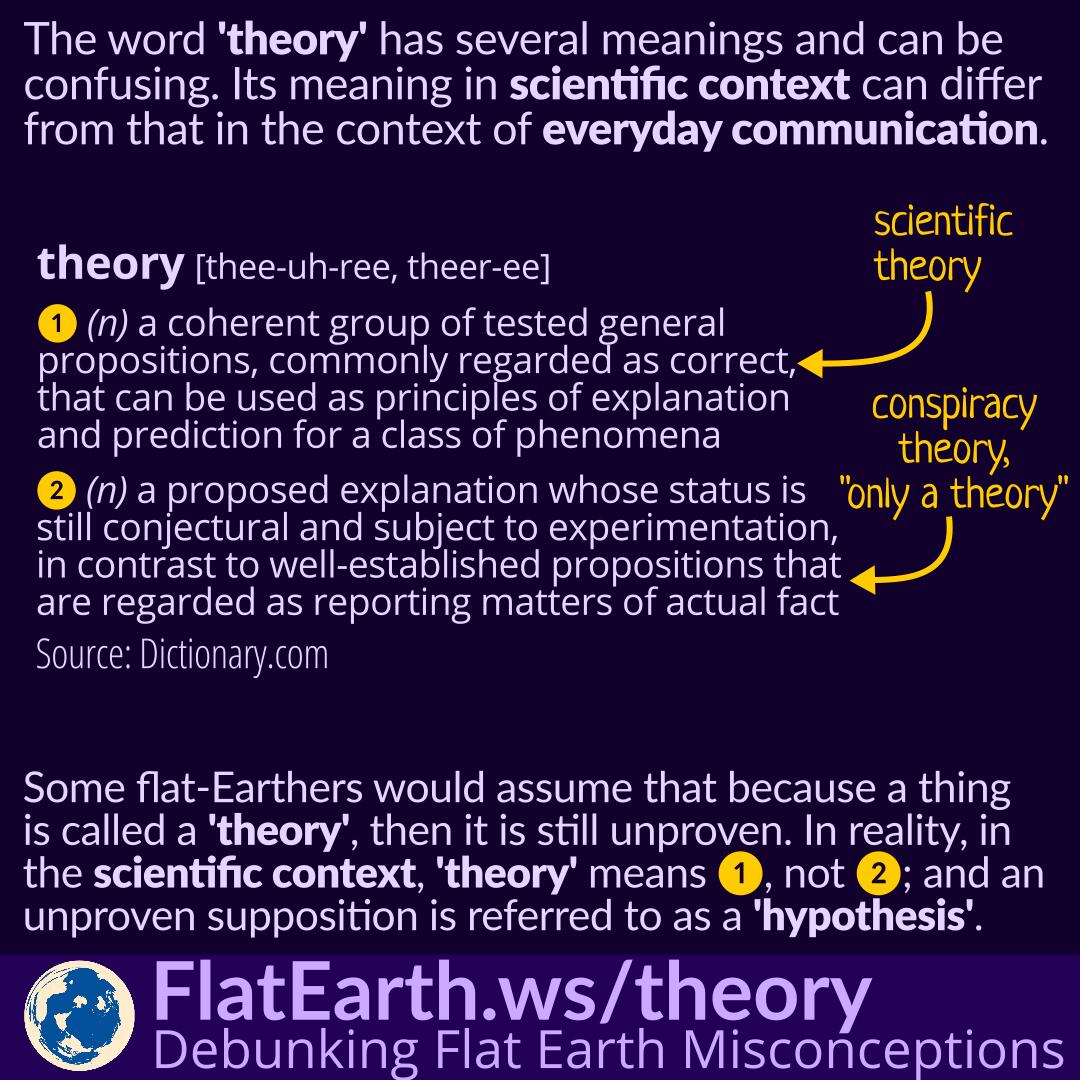 The word 'theory' has several meanings and can be
confusing. Its meaning in scientific context can differ
from that in the context of everyday communication.
scientific
theory
theory [thee-uh-ree, theer-ee]
1 (n) a coherent group of tested general
propositions, commonly regarded as correct,
that can be used as principles of explanation
and prediction for a class of phenomena
conspiracy
theory,
"only a theory"
2 (n) a proposed explanation whose status is
still conjectural and subject to experimentation,
in contrast to well-established propositions that
are regarded as reporting matters of actual fact
Source: Dictionary.com
Some flat-Earthers would assume that because a thing
is called a 'theory', then it is still unproven. In reality, in
the scientific context, 'theory' means 1, not 2; and an
unproven supposition is referred to as a 'hypothesis'.
FlatEarth.ws/theory
Debunking Flat Earth Misconceptions